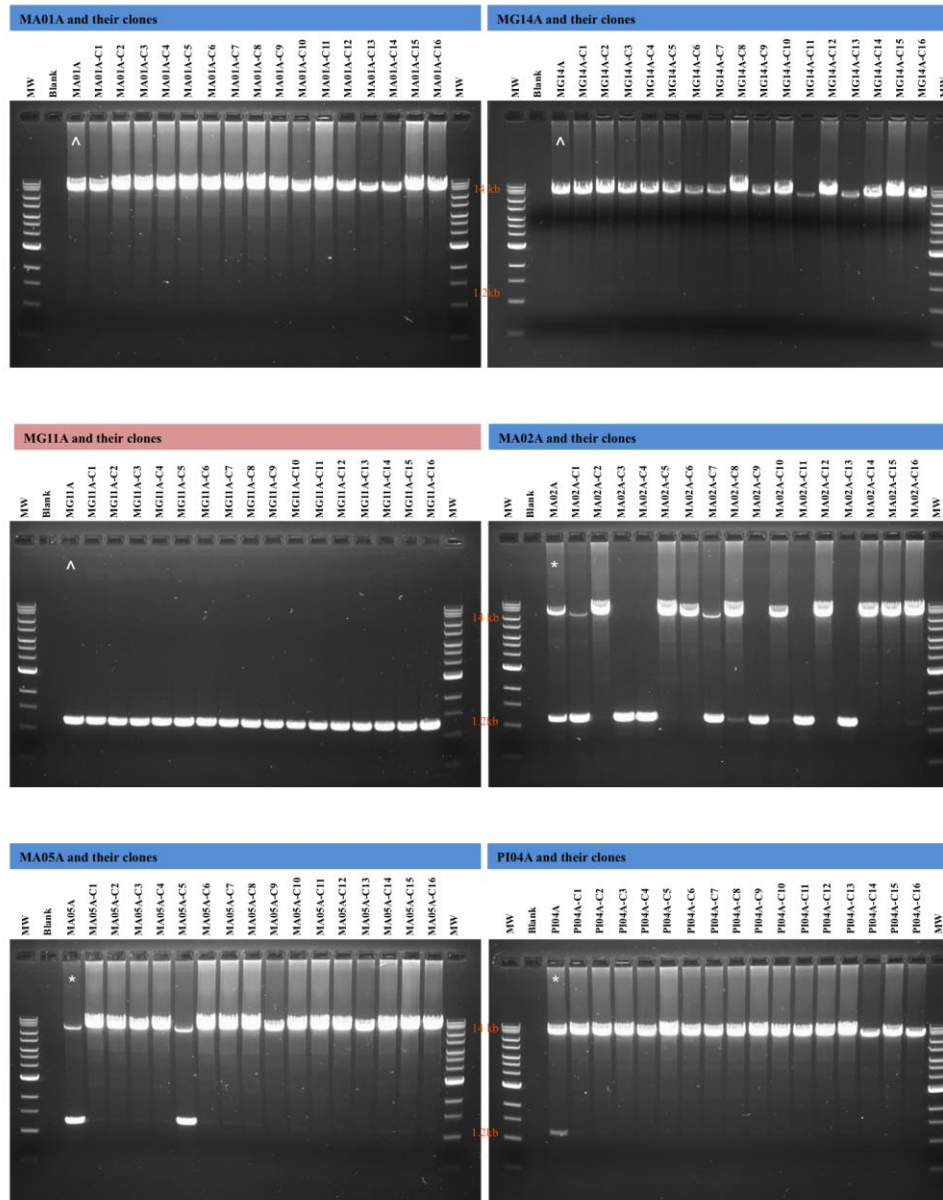 MA01A and their clones
MW
Blank
MA01A
MA01A-C1
MA01A-C2
MA01A-C3
MA01A-C4
MA01A-C5
MA01A-C6
MA01A-C7
MA01A-C8
MA01A-C9
MA01A-C10
MA01A-C11
MA01A-C12
MA01A-C13
MA01A-C14
MA01A-C15
MA01A-C16
MW
^
MG14A and their clones
MW
Blank
MG14A
MG14A-C1
MG14A-C2
MG14A-C3
MG14A-C4
MG14A-C5
MG14A-C6
MG14A-C7
MG14A-C8
MG14A-C9
MG14A-C10
MG14A-C11
MG14A-C12
MG14A-C13
MG14A-C14
MG14A-C15
MG14A-C16
MW
^
14 kb
1.2kb
MG11A and their clones
MW
Blank
MG11A
MG11A-C1
MG11A-C2
MG11A-C3
MG11A-C4
MG11A-C5
MG11A-C6
MG11A-C7
MG11A-C8
MG11A-C9
MG11A-C10
MG11A-C11
MG11A-C12
MG11A-C13
MG11A-C14
MG11A-C15
MG11A-C16
MW
^
MA02A and their clones
MW
Blank
MA02A
MA02A-C1
MA02A-C2
MA02A-C3
MA02A-C4
MA02A-C5
MA02A-C6
MA02A-C7
MA02A-C8
MA02A-C9
MA02A-C10
MA02A-C11
MA02A-C12
MA02A-C13
MA02A-C14
MA02A-C15
MA02A-C16
MW
*
14 kb
1.2kb
MA05A and their clones
MW
Blank
MA05A
MA05A-C1
MA05A-C2
MA05A-C3
MA05A-C4
MA05A-C5
MA05A-C6
MA05A-C7
MA05A-C8
MA05A-C9
MA05A-C10
MA05A-C11
MA05A-C12
MA05A-C13
MA05A-C14
MA05A-C15
MA05A-C16
MW
*
PI04A and their clones
MW
Blank
PI04A
PI04A-C1
PI04A-C2
PI04A-C3
PI04A-C4
PI04A-C5
PI04A-C6
PI04A-C7
PI04A-C8
PI04A-C9
PI04A-C10
PI04A-C11
PI04A-C12
PI04A-C13
PI04A-C14
PI04A-C15
PI04A-C16
MW
*
14 kb
1.2kb